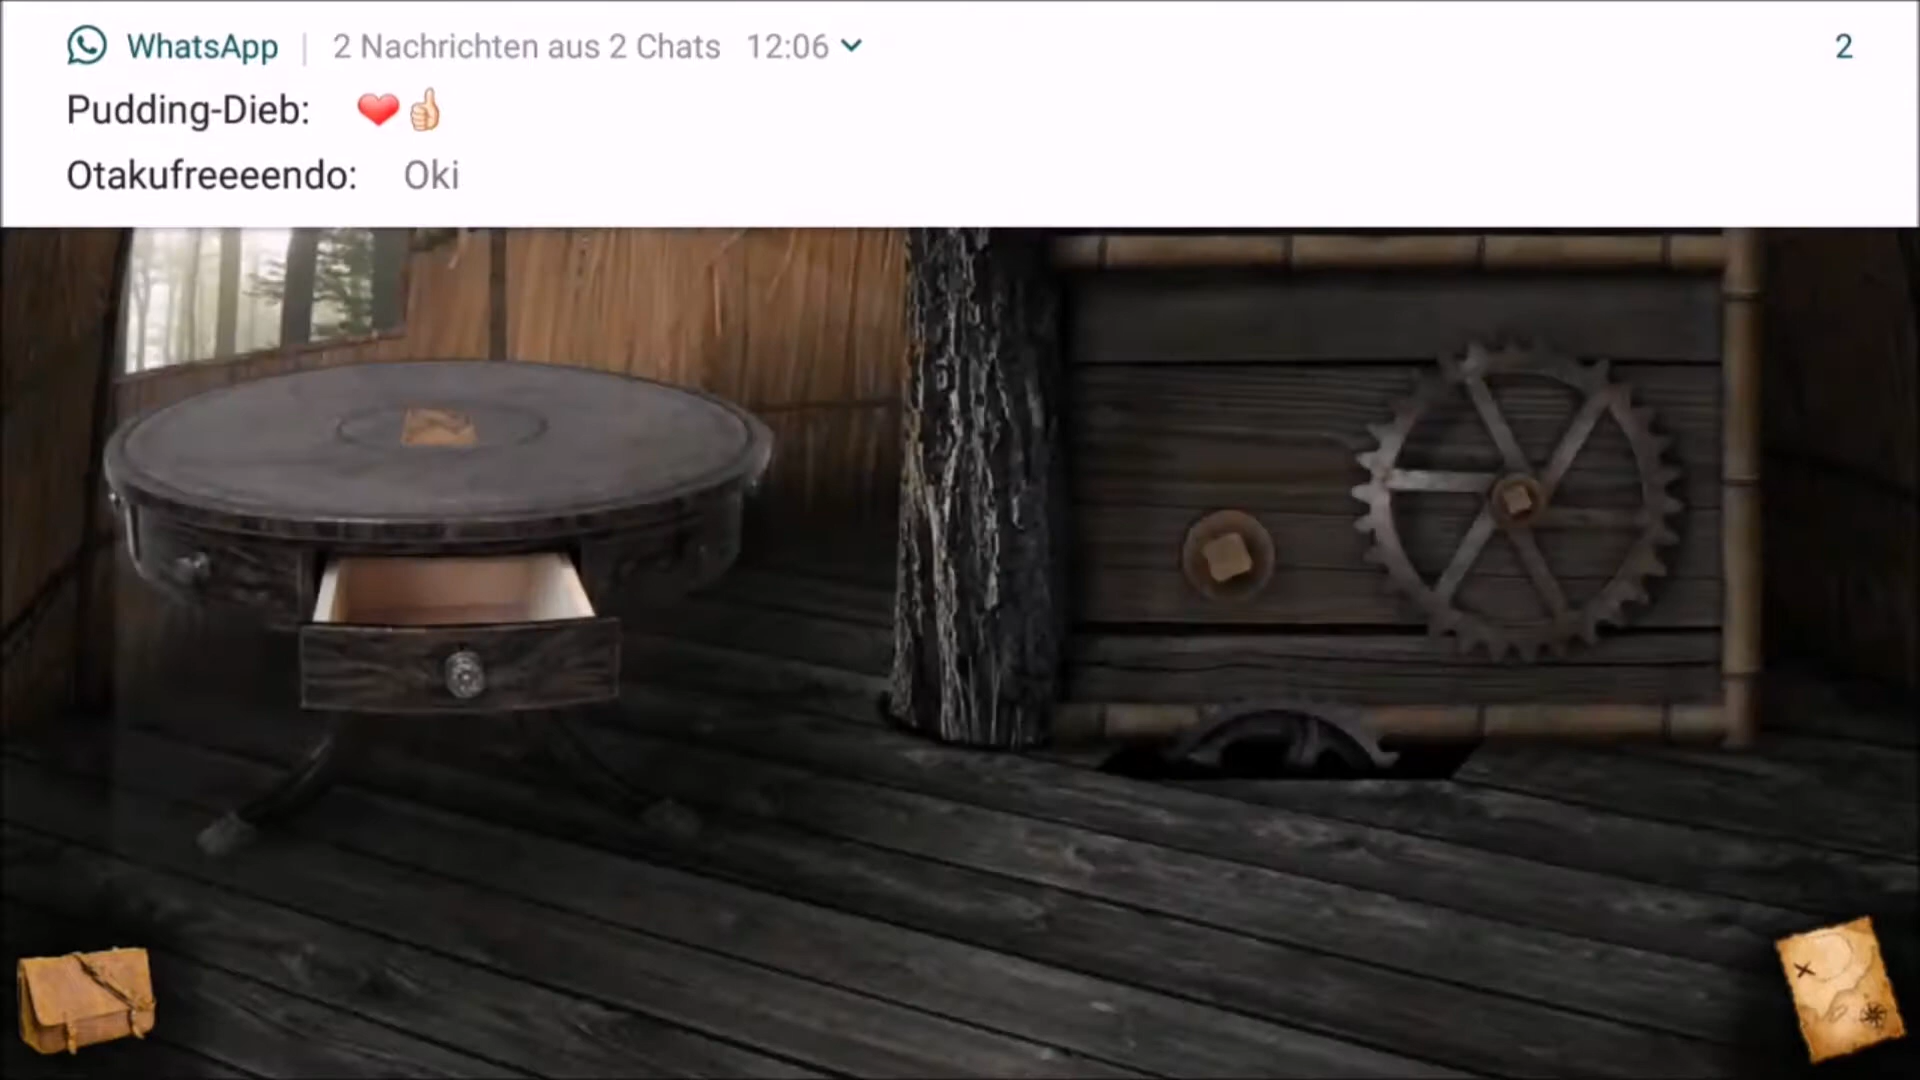 WhatsApp | 2 Nachrichten aus 2 Chats 12:06 2
Pudding-Dieb: ❤️👍🏻
Otakufreeeendo: Oki